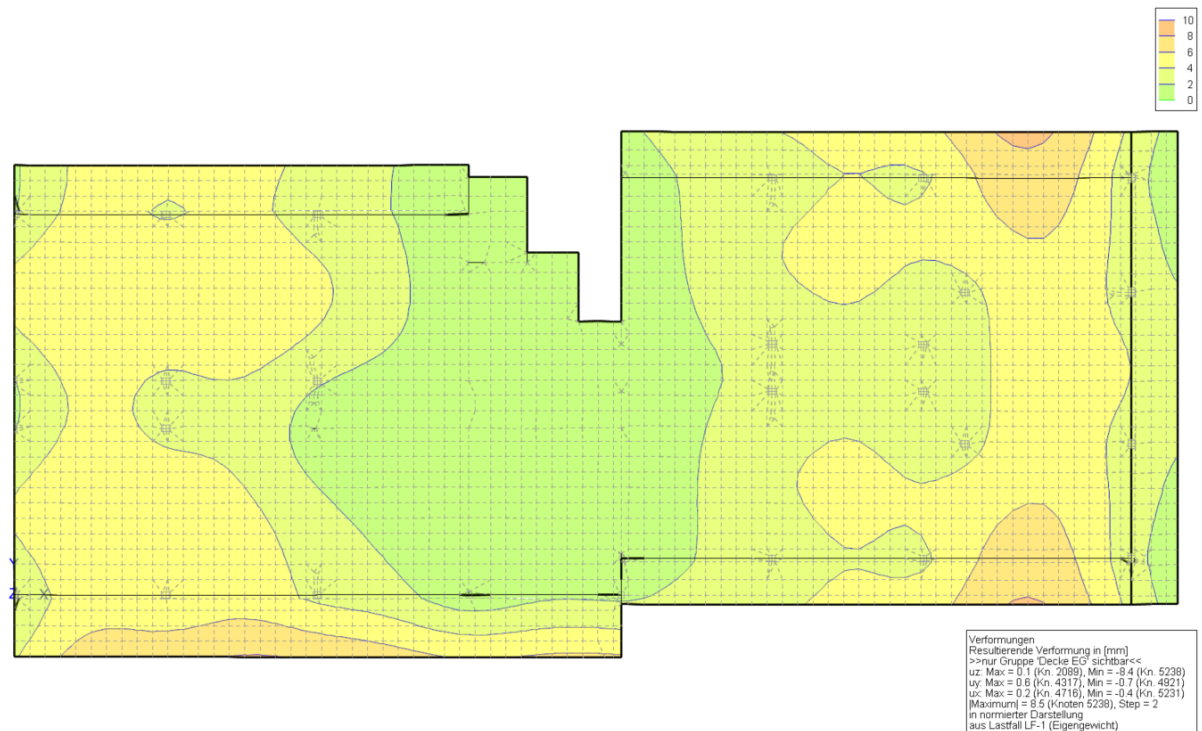 10
8
6
4
2
0
Y
Z X
Verformungen
Resultierende Verformung in [mm]
>>nur Gruppe 'Decke EG' sichtbar<<
uz: Max = 0.1 (Kn. 2089), Min = -8.4 (Kn. 5238)
uy: Max = 0.6 (Kn. 4317), Min = -0.7 (Kn. 4921)
ux: Max = 0.2 (Kn. 4716), Min = -0.4 (Kn. 5231)
|Maximum| = 8.5 (Knoten 5238), Step = 2
in normierter Darstellung
aus Lastfall LF-1 (Eigengewicht)